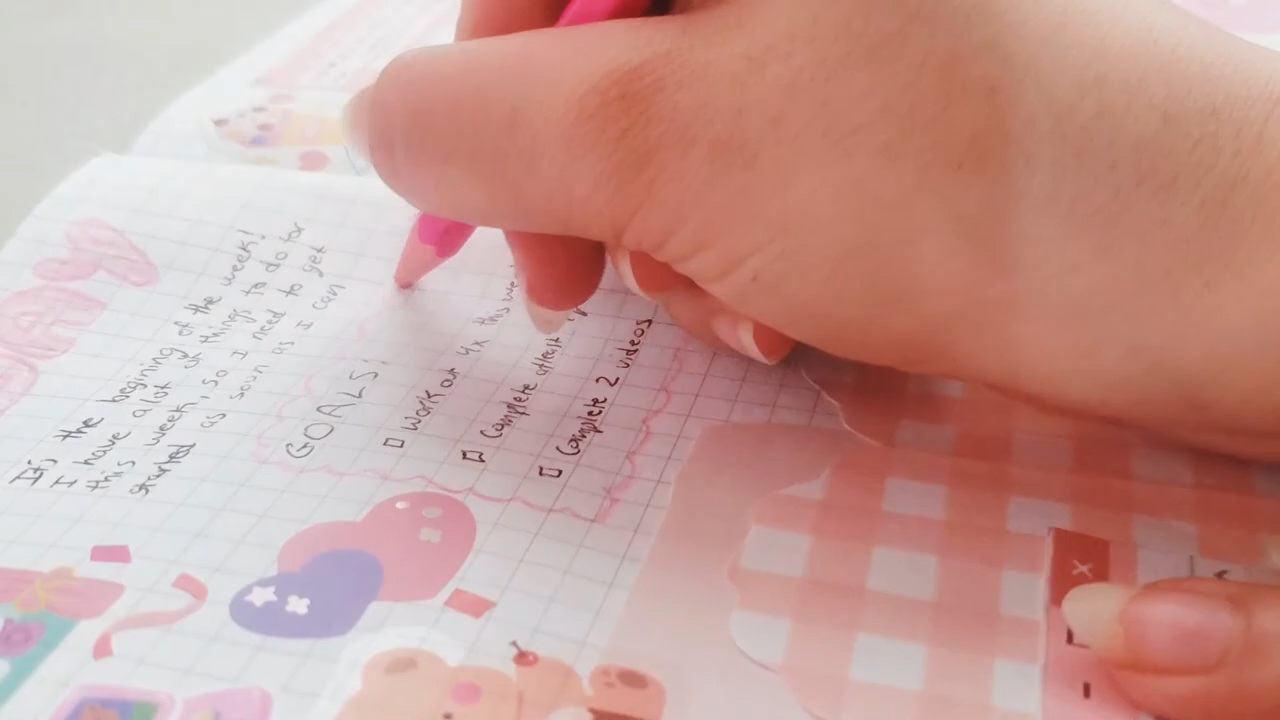 It's the begining of the week!
I have a lot of things to do for
this week, so I need to get
started as soon as I can
GOALS:
Work out 4x this
Complete atleast
Complete 2 videos